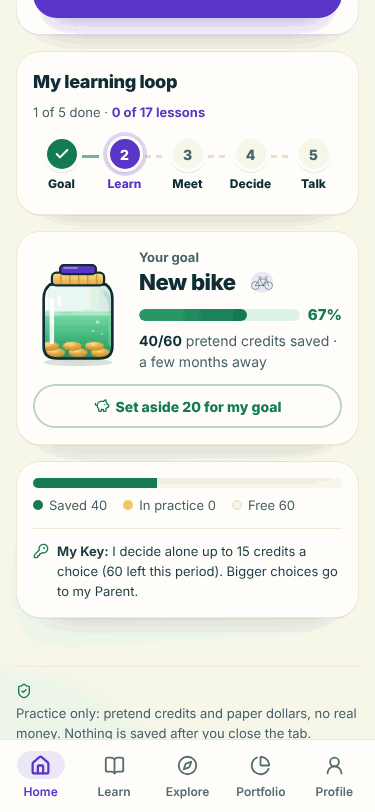 My learning loop
1 of 5 done · 0 of 17 lessons
2 3 4 5
Goal Learn Meet Decide Talk
Your goal
New bike
67%
40/60 pretend credits saved ·
a few months away
Set aside 20 for my goal
Saved 40 In practice 0 Free 60
My Key: I decide alone up to 15 credits a
choice (60 left this period). Bigger choices go
to my Parent.
Practice only: pretend credits and paper dollars, no real
money. Nothing is saved after you close the tab.
Home Learn Explore Portfolio Profile